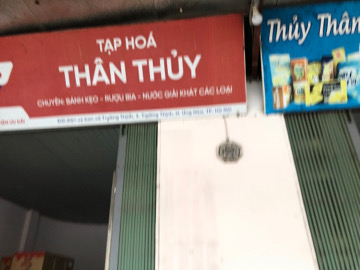 TẠP HOÁ
THÂN THỦY
CHUYÊN: BÁNH KẸO - RƯỢU BIA - NƯỚC GIẢI KHÁT CÁC LOẠI
Thủy Thân